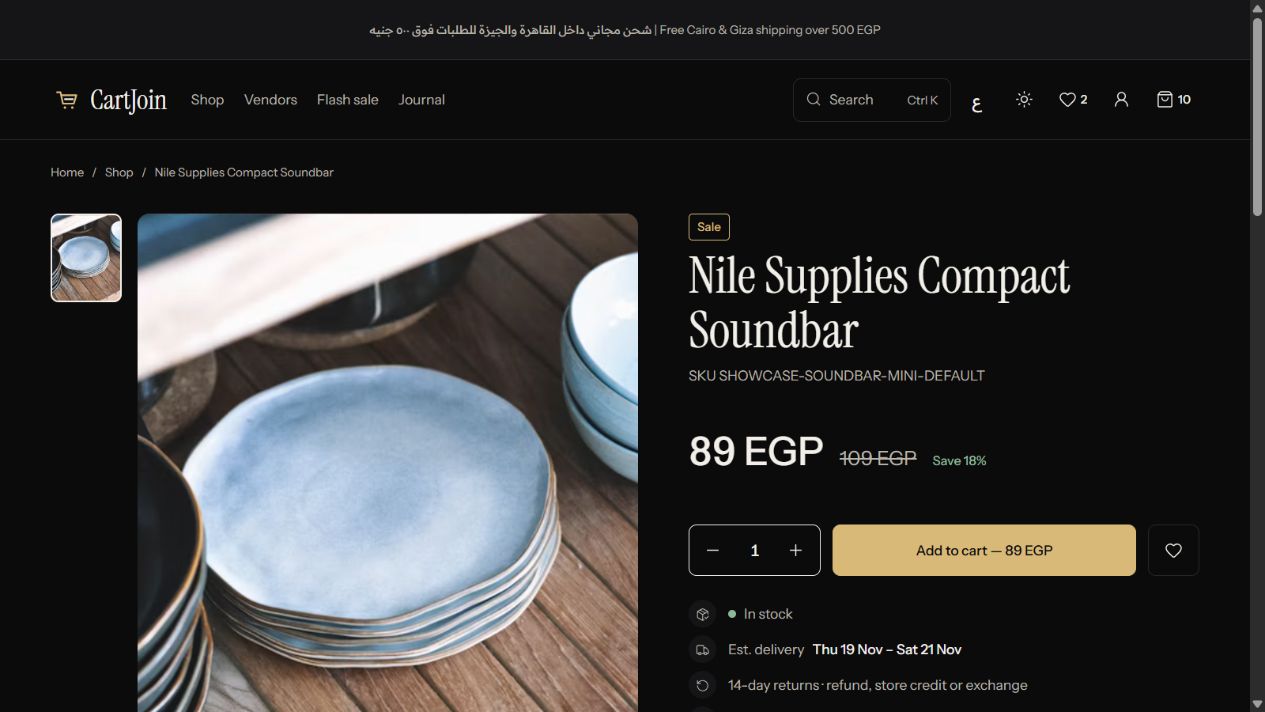 شحن مجاني داخل القاهرة والجيزة للطلبات فوق ٥٠٠ جنيه | Free Cairo & Giza shipping over 500 EGP
CartJoin Shop Vendors Flash sale Journal Search Ctrl K ع 2 10
Home / Shop / Nile Supplies Compact Soundbar
Sale
Nile Supplies Compact
Soundbar
SKU SHOWCASE-SOUNDBAR-MINI-DEFAULT
89 EGP 109 EGP Save 18%
1 Add to cart — 89 EGP
In stock
Est. delivery Thu 19 Nov – Sat 21 Nov
14-day returns · refund, store credit or exchange